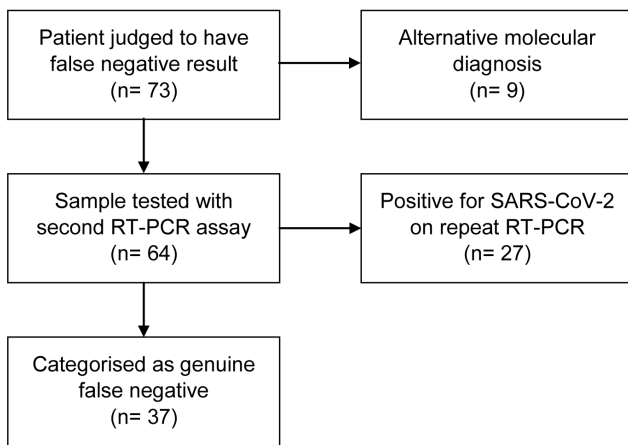 Patient judged to have
false negative result
(n= 73)
Alternative molecular
diagnosis
(n= 9)
Sample tested with
second RT-PCR assay
(n= 64)
Positive for SARS-CoV-2
on repeat RT-PCR
(n= 27)
Categorised as genuine
false negative
(n= 37)